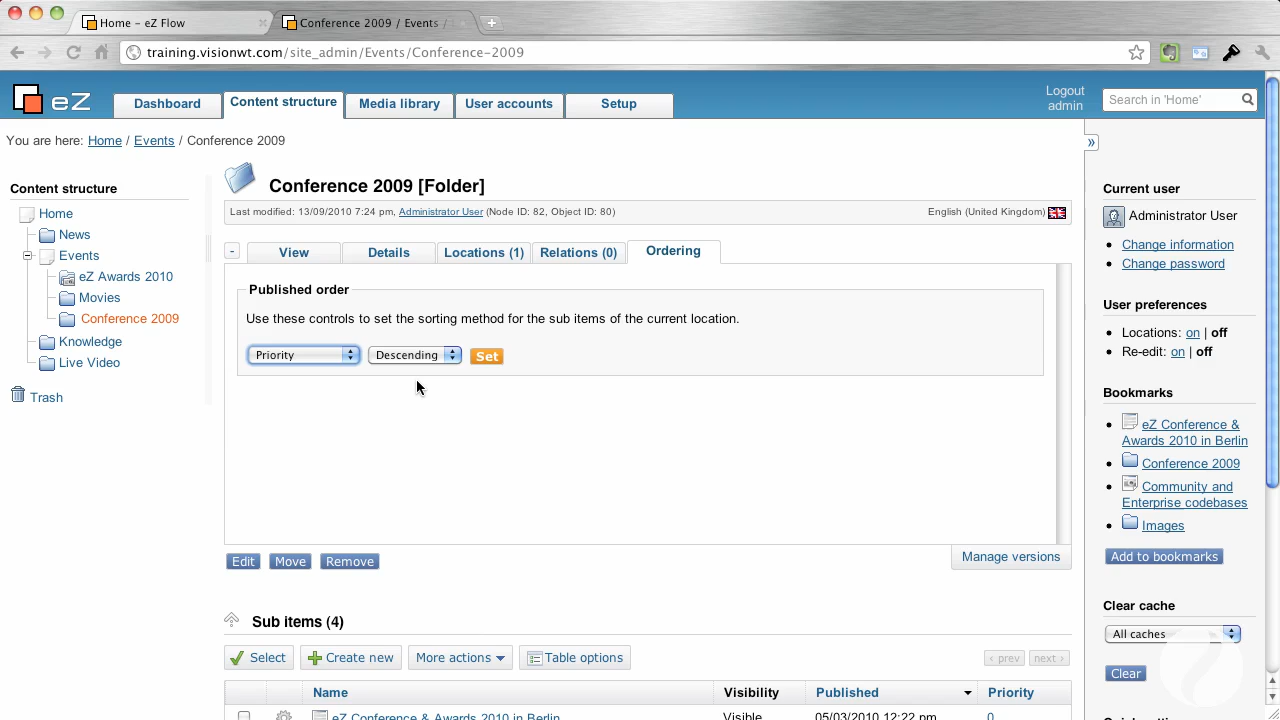 Home – eZ Flow
Conference 2009 / Events /
training.visionwt.com/site_admin/Events/Conference-2009
eZ
Dashboard
Content structure
Media library
User accounts
Setup
Logout
admin
Search in 'Home'
You are here: Home / Events / Conference 2009
»
Content structure
Home
News
Events
eZ Awards 2010
Movies
Conference 2009
Knowledge
Live Video
Trash
Conference 2009 [Folder]
Last modified: 13/09/2010 7:24 pm, Administrator User (Node ID: 82, Object ID: 80)
English (United Kingdom)
-
View
Details
Locations (1)
Relations (0)
Ordering
Published order
Use these controls to set the sorting method for the sub items of the current location.
Priority
Descending
Set
Edit
Move
Remove
Manage versions
Sub items (4)
Select
Create new
More actions
Table options
‹ prev
next ›
Name
Visibility
Published
Priority
eZ Conference & Awards 2010 in Berlin
Visible
05/03/2010 12:22 pm
0
Current user
Administrator User
Change information
Change password
User preferences
Locations: on | off
Re-edit: on | off
Bookmarks
eZ Conference &
Awards 2010 in Berlin
Conference 2009
Community and
Enterprise codebases
Images
Add to bookmarks
Clear cache
All caches
Clear